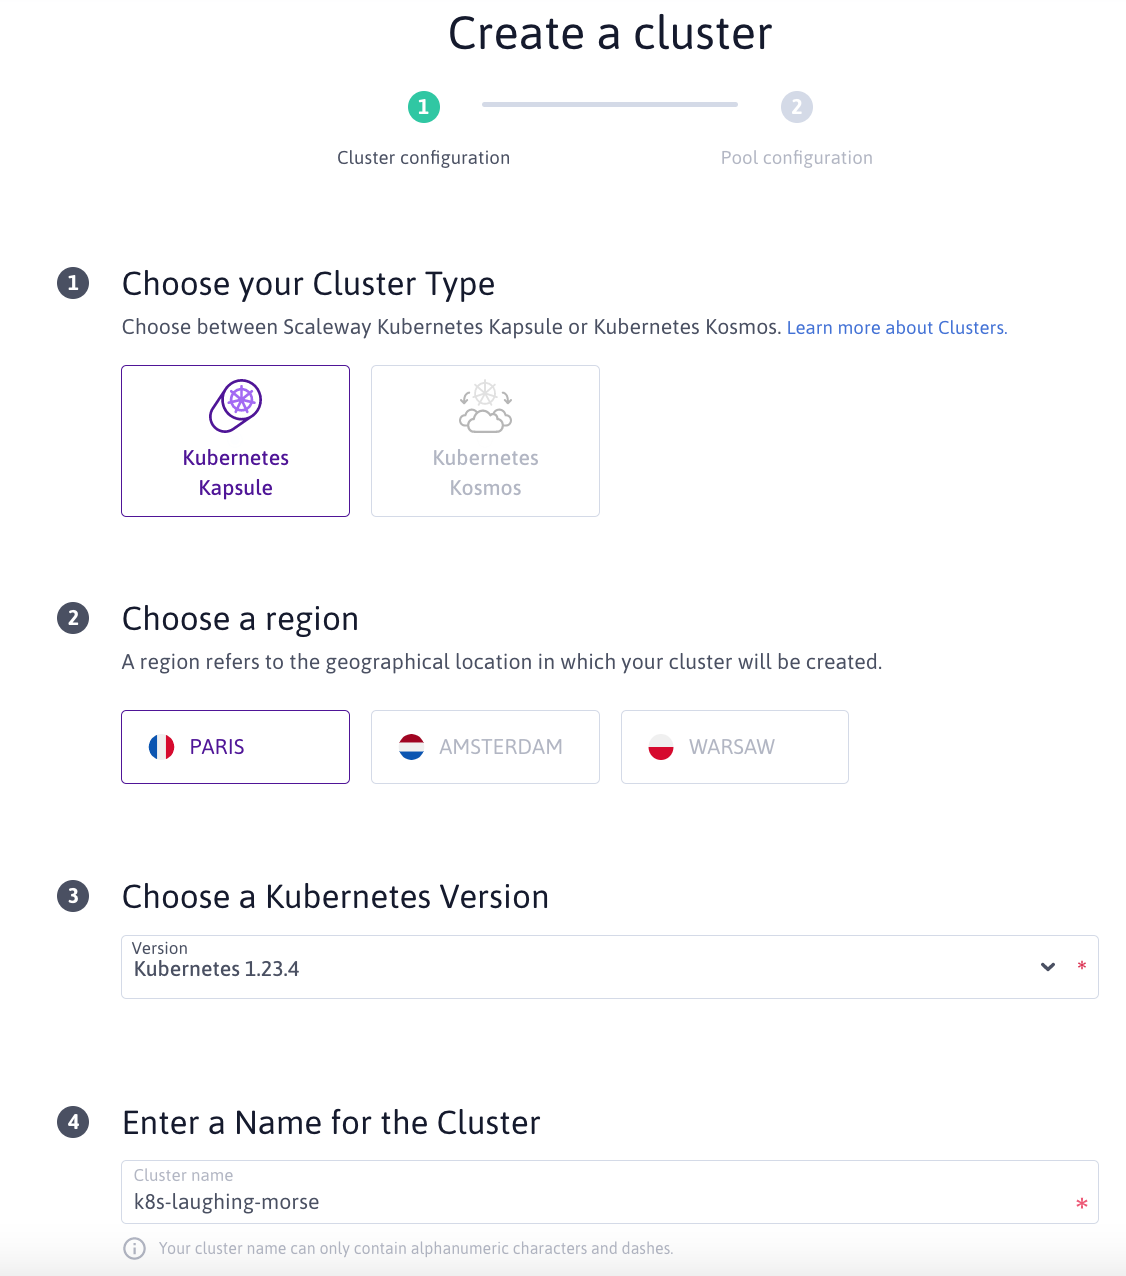 Create a cluster
1
2
Cluster configuration
Pool configuration
1
Choose your Cluster Type
Choose between Scaleway Kubernetes Kapsule or Kubernetes Kosmos. Learn more about Clusters.
Kubernetes
Kapsule
Kubernetes
Kosmos
2
Choose a region
A region refers to the geographical location in which your cluster will be created.
PARIS
AMSTERDAM
WARSAW
3
Choose a Kubernetes Version
Version
Kubernetes 1.23.4
*
4
Enter a Name for the Cluster
Cluster name
k8s-laughing-morse
*
Your cluster name can only contain alphanumeric characters and dashes.